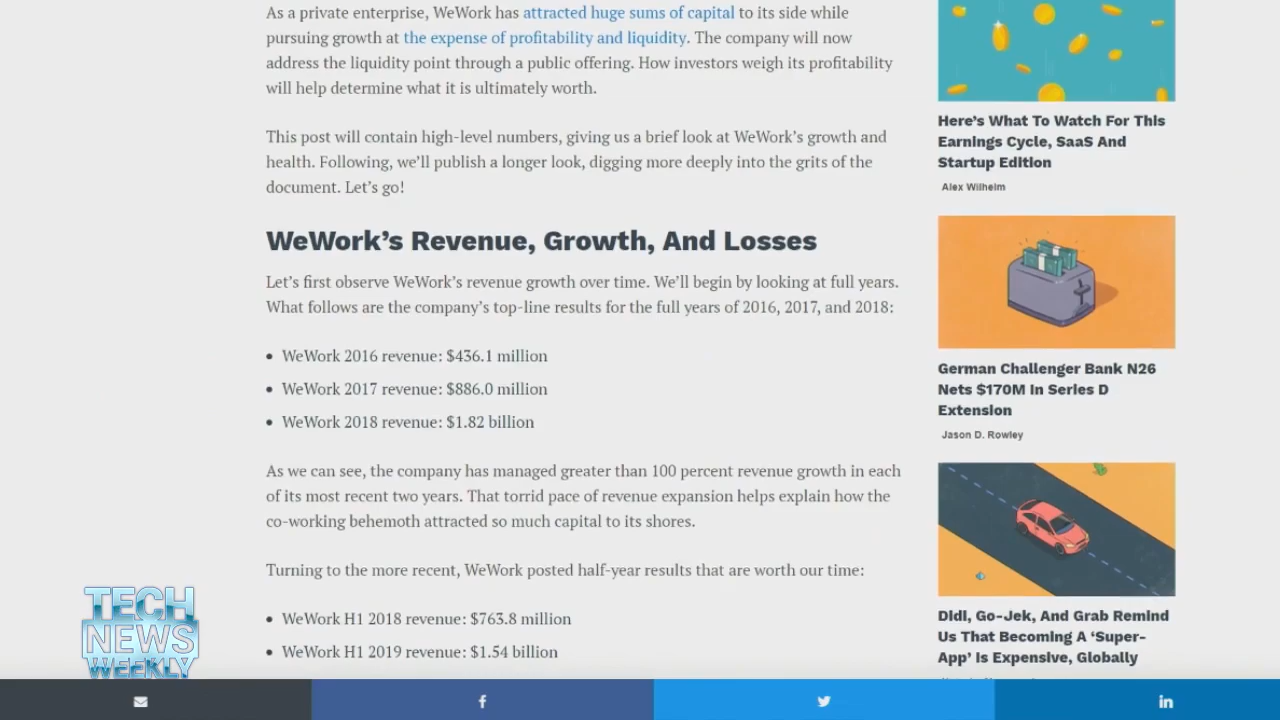 As a private enterprise, WeWork has attracted huge sums of capital to its side while
pursuing growth at the expense of profitability and liquidity. The company will now
address the liquidity point through a public offering. How investors weigh its profitability
will help determine what it is ultimately worth.
This post will contain high-level numbers, giving us a brief look at WeWork's growth and
health. Following, we'll publish a longer look, digging more deeply into the grits of the
document. Let's go!
WeWork's Revenue, Growth, And Losses
Let's first observe WeWork's revenue growth over time. We'll begin by looking at full years.
What follows are the company's top-line results for the full years of 2016, 2017, and 2018:
• WeWork 2016 revenue: $436.1 million
• WeWork 2017 revenue: $886.0 million
• WeWork 2018 revenue: $1.82 billion
As we can see, the company has managed greater than 100 percent revenue growth in each
of its most recent two years. That torrid pace of revenue expansion helps explain how the
co-working behemoth attracted so much capital to its shores.
Turning to the more recent, WeWork posted half-year results that are worth our time:
• WeWork H1 2018 revenue: $763.8 million
• WeWork H1 2019 revenue: $1.54 billion
Here's What To Watch For This
Earnings Cycle, SaaS And
Startup Edition
Alex Wilhelm
German Challenger Bank N26
Nets $170M In Series D
Extension
Jason D. Rowley
Didi, Go-Jek, And Grab Remind
Us That Becoming A 'Super-
App' Is Expensive, Globally
TECH
NEWS
WEEKLY
f
in